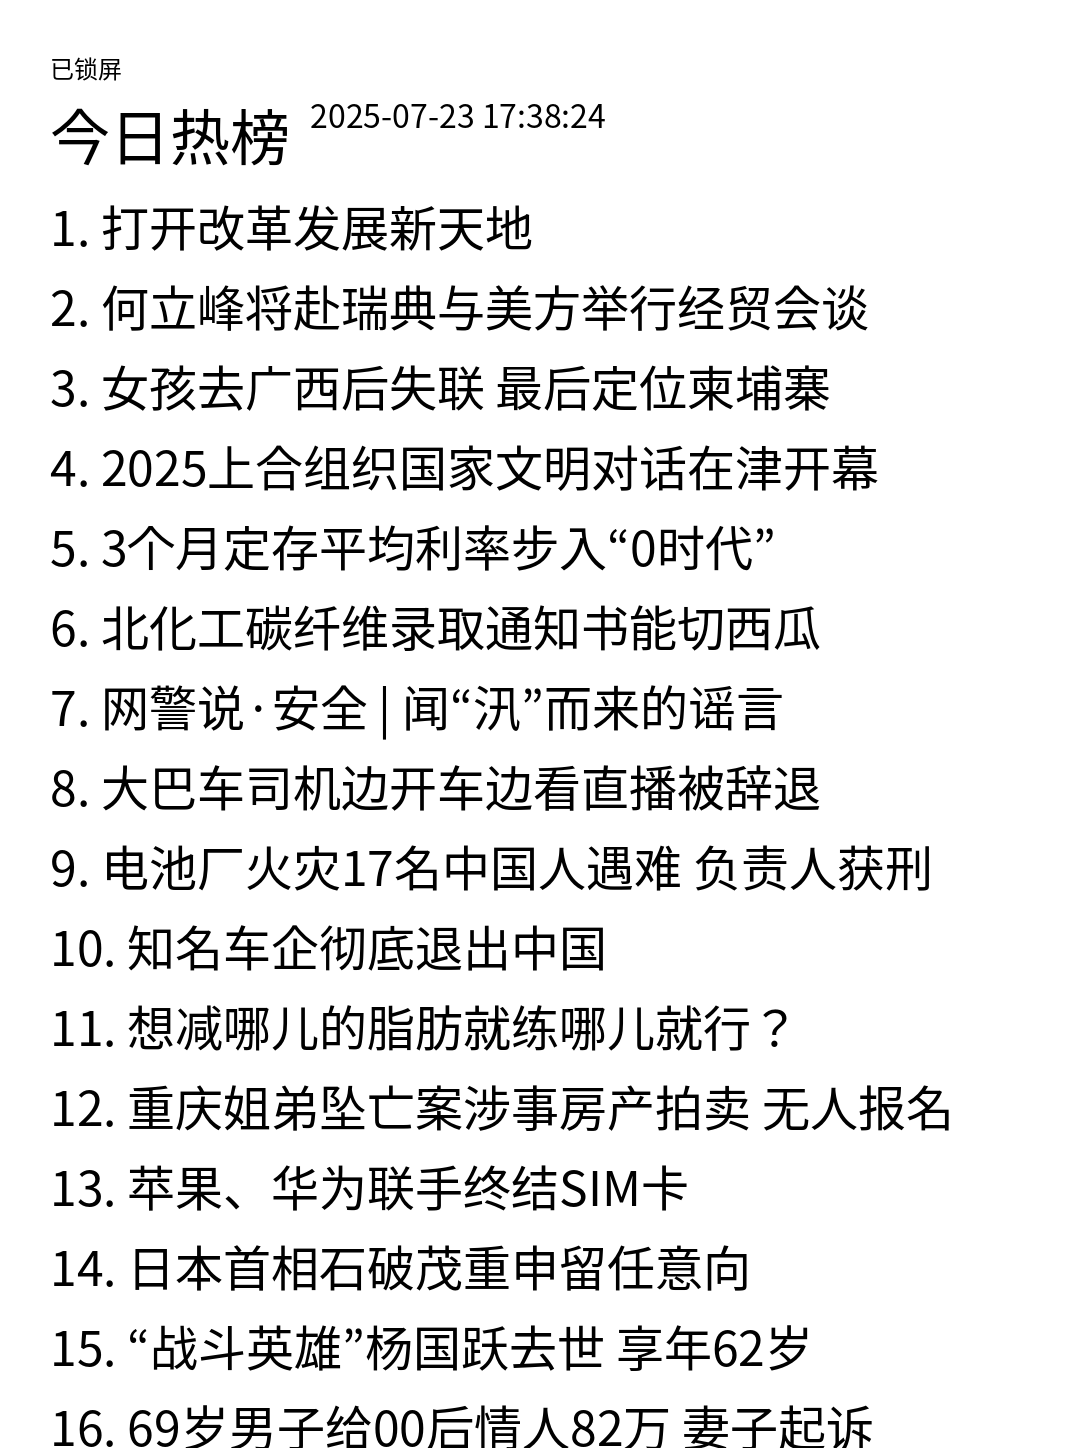 已锁屏
今日热榜 2025-07-23 17:38:24
1. 打开改革发展新天地
2. 何立峰将赴瑞典与美方举行经贸会谈
3. 女孩去广西后失联 最后定位柬埔寨
4. 2025上合组织国家文明对话在津开幕
5. 3个月定存平均利率步入“0时代”
6. 北化工碳纤维录取通知书能切西瓜
7. 网警说·安全 | 闻“汛”而来的谣言
8. 大巴车司机边开车边看直播被辞退
9. 电池厂火灾17名中国人遇难 负责人获刑
10. 知名车企彻底退出中国
11. 想减哪儿的脂肪就练哪儿就行？
12. 重庆姐弟坠亡案涉事房产拍卖 无人报名
13. 苹果、华为联手终结SIM卡
14. 日本首相石破茂重申留任意向
15. “战斗英雄”杨国跃去世 享年62岁
16. 69岁男子给00后情人82万 妻子起诉